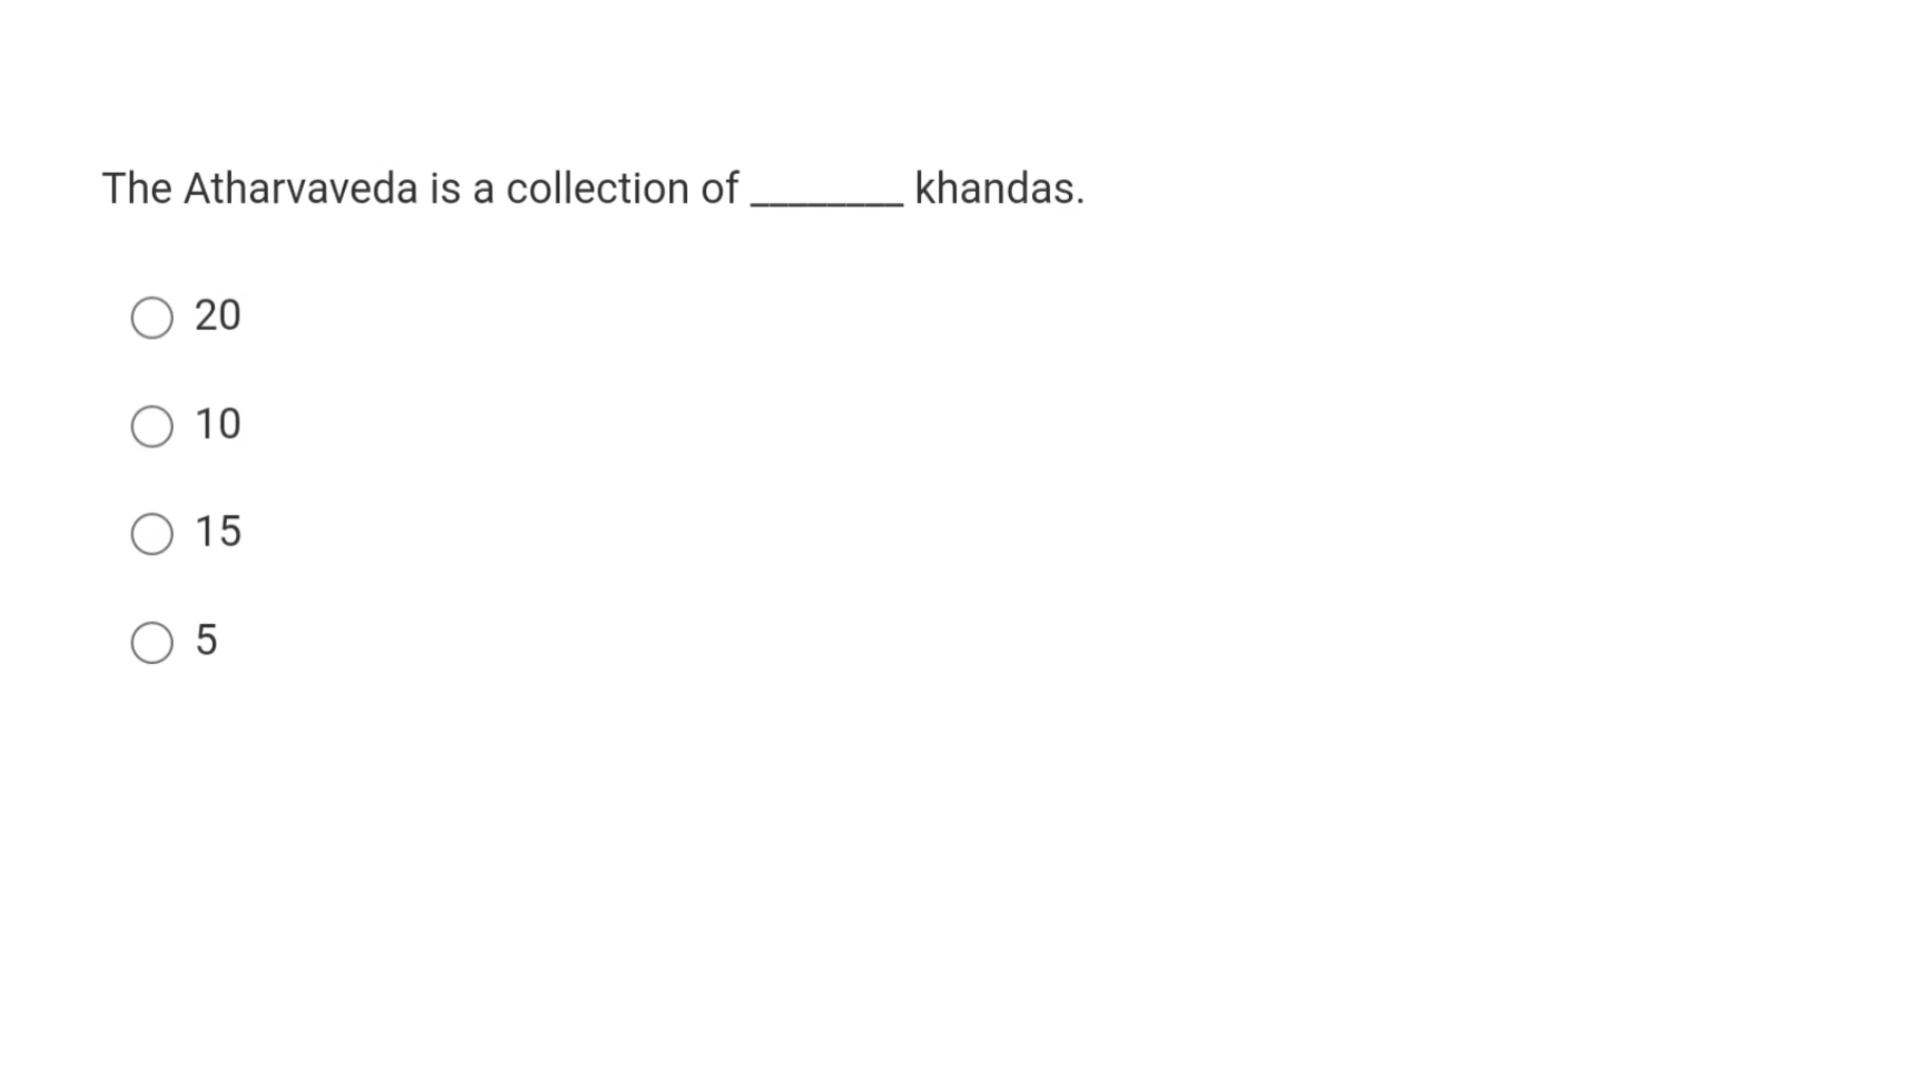 The Atharvaveda is a collection of ________ khandas.
20
10
15
5